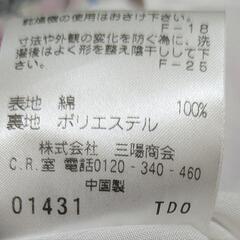 乾燥機の使用はおさけ下さい。
F-18
寸法や外観の変化を防ぐ為に、洗
濯後はよく形を整え陰干しして下
さい。
F-25
表地 綿 100%
裏地 ポリエステル
株式会社 三陽商会
C.R.室 電話0120-340-460
中国製
01431 TDO